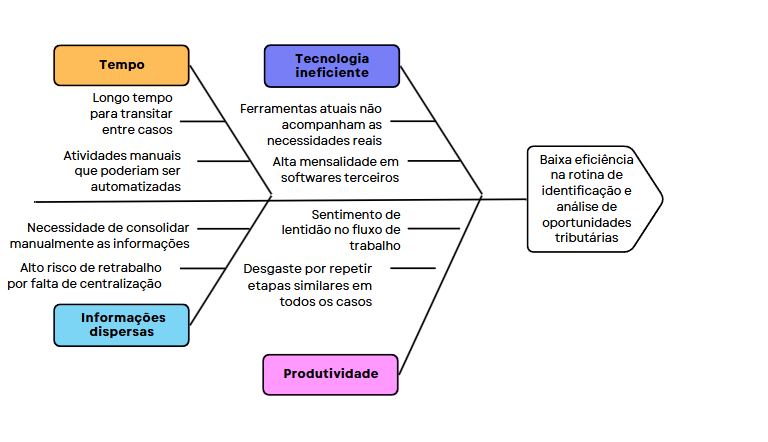 Tempo
Longo tempo
para transitar
entre casos
Atividades manuais
que poderiam ser
automatizadas
Tecnologia
ineficiente
Ferramentas atuais não
acompanham as
necessidades reais
Alta mensalidade em
softwares terceiros
Baixa eficiência
na rotina de
identificação e
análise de
oportunidades
tributárias
Necessidade de consolidar
manualmente as informações
Alto risco de retrabalho
por falta de centralização
Informações
dispersas
Sentimento de
lentidão no fluxo de
trabalho
Desgaste por repetir
etapas similares em
todos os casos
Produtividade